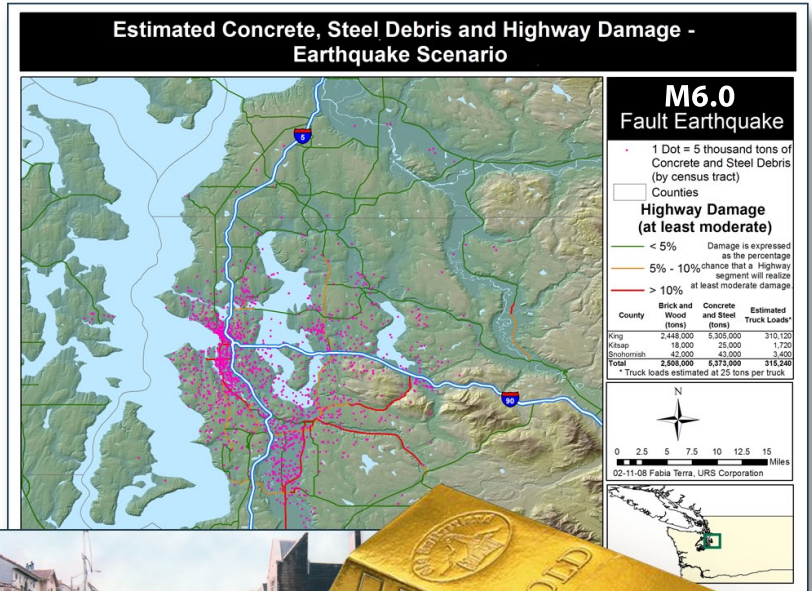 Estimated Concrete, Steel Debris and Highway Damage -
Earthquake Scenario
5
90
M6.0
Fault Earthquake
1 Dot = 5 thousand tons of
Concrete and Steel Debris
(by census tract)
Counties
Highway Damage
(at least moderate)
< 5%
5% - 10%
> 10%
Damage is expressed
as the percentage
chance that a Highway
segment will realize
at least moderate damage.
County Brick and Wood (tons) Concrete and Steel (tons) Estimated Truck Loads*
King 2,448,000 5,305,000 310,120
Kitsap 18,000 25,000 1,720
Snohomish 42,000 43,000 3,400
Total 2,508,000 5,373,000 315,240
* Truck loads estimated at 25 tons per truck
N
0 2.5 5 7.5 10 12.5 15
Miles
02-11-08 Fabia Terra, URS Corporation